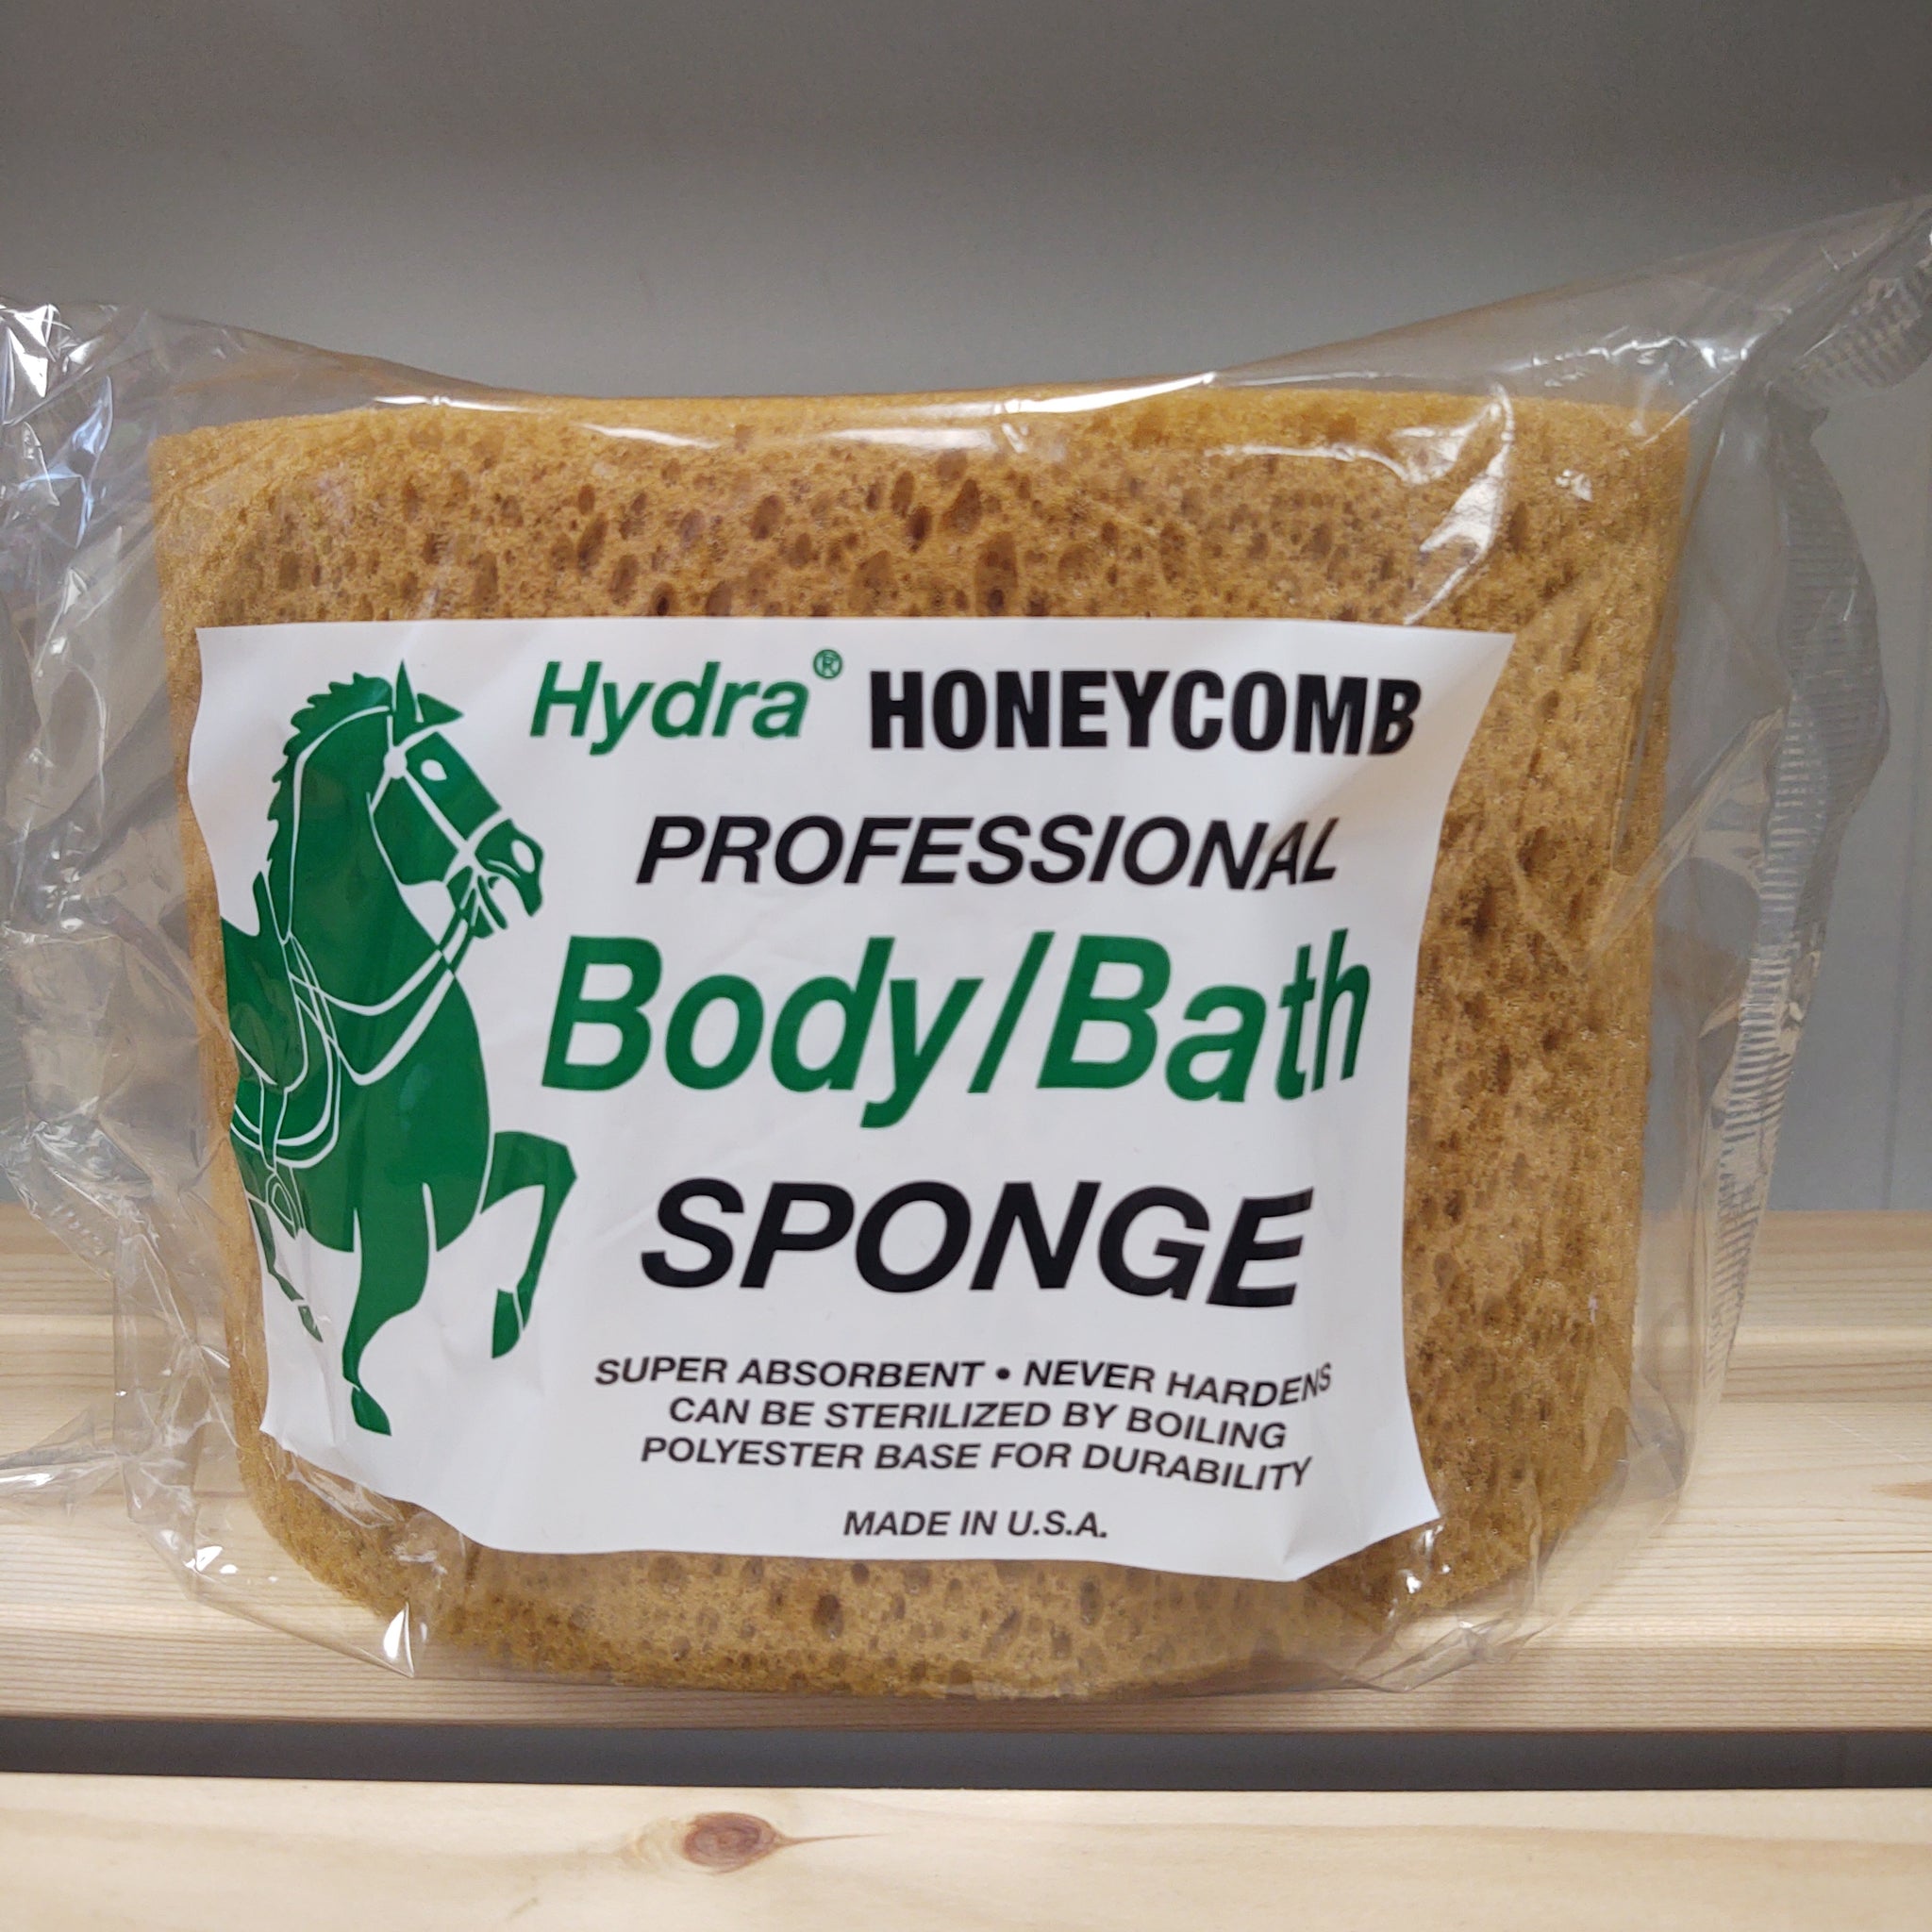 Hydra® HONEYCOMB
PROFESSIONAL
Body/Bath
SPONGE
SUPER ABSORBENT • NEVER HARDENS
CAN BE STERILIZED BY BOILING
POLYESTER BASE FOR DURABILITY
MADE IN U.S.A.